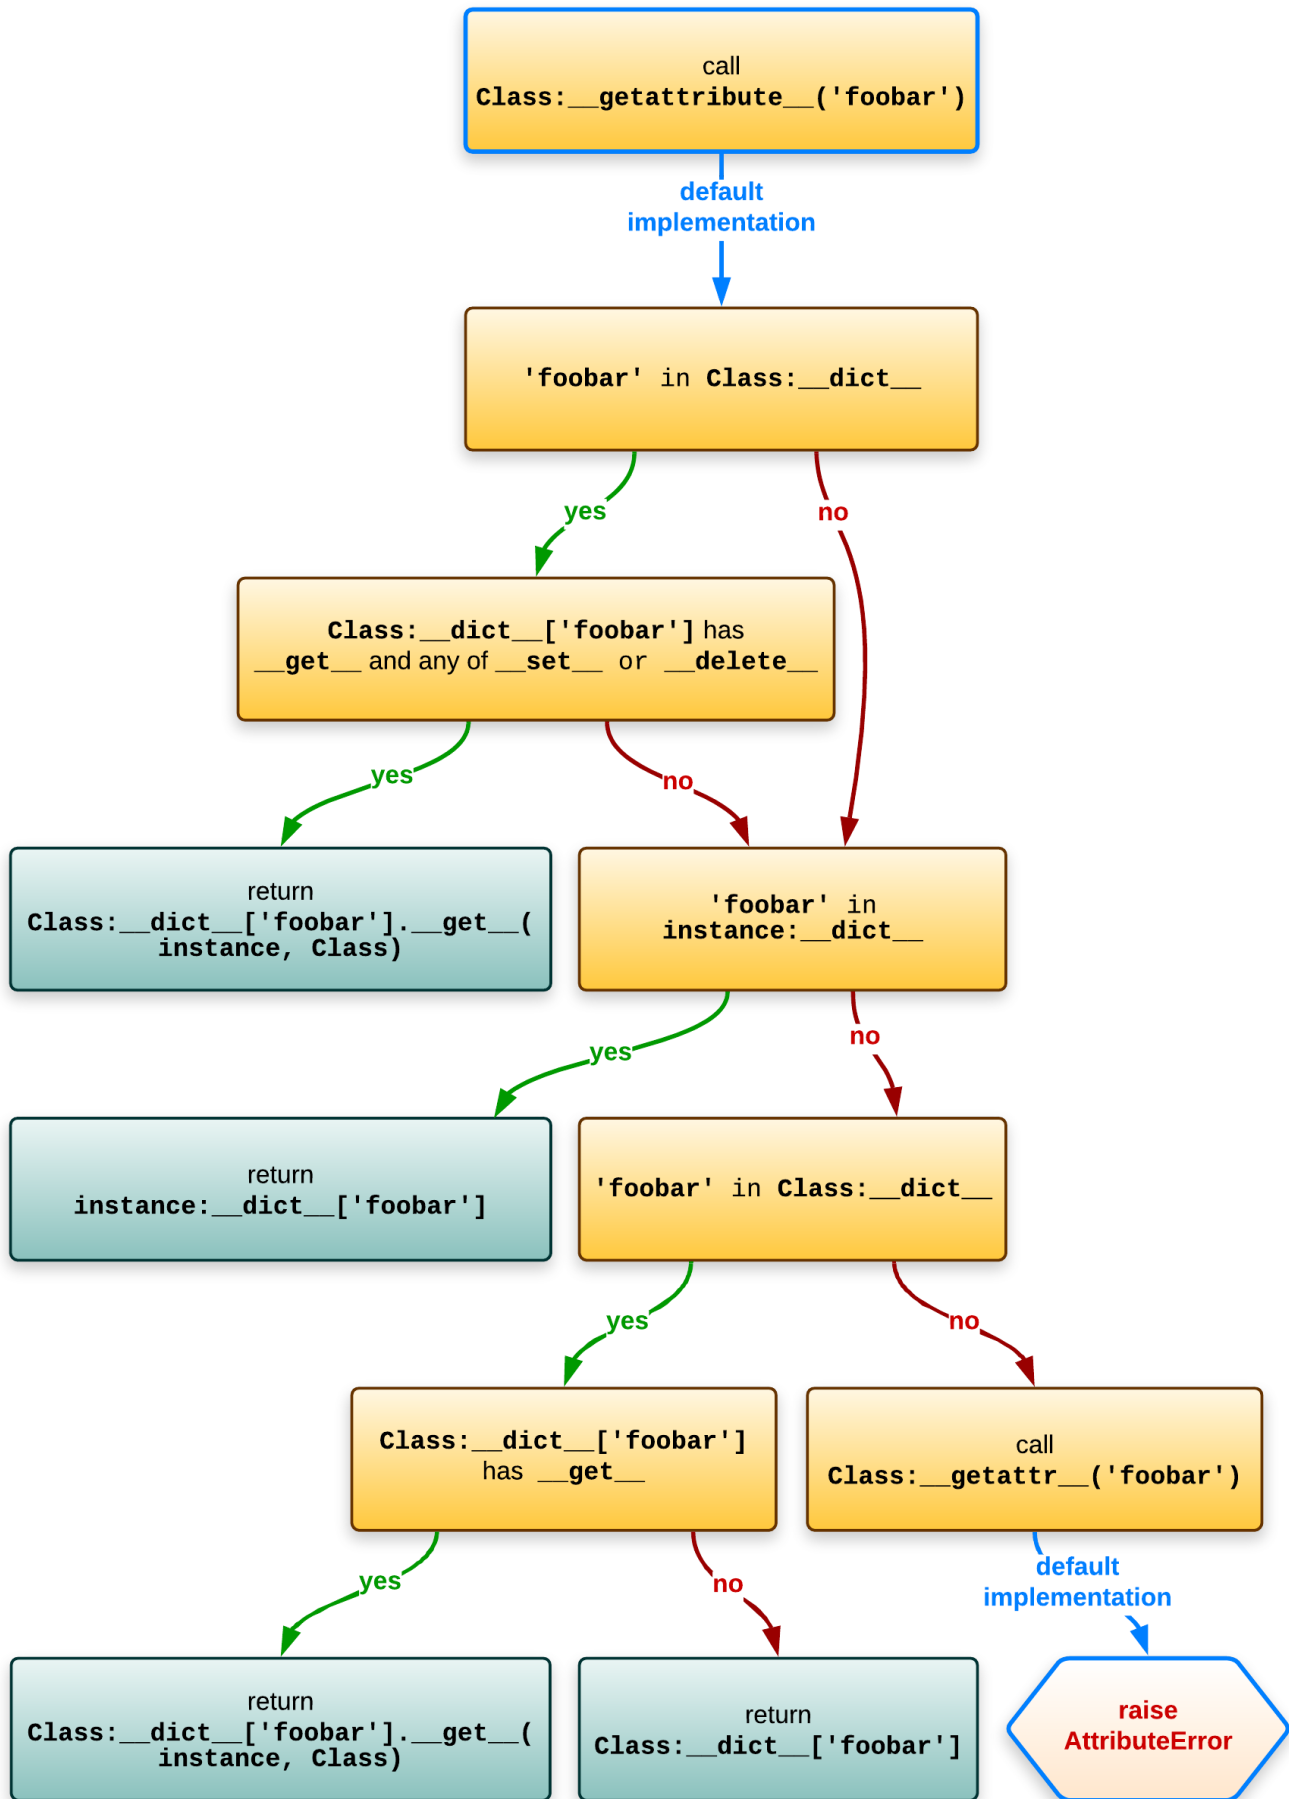 call
Class:__getattribute__('foobar')
default
implementation
'foobar' in Class:__dict__
yes
no
Class:__dict__['foobar'] has
__get__ and any of __set__ or __delete__
yes
no
return
Class:__dict__['foobar'].__get__(
instance, Class)
'foobar' in
instance:__dict__
yes
no
return
instance:__dict__['foobar']
'foobar' in Class:__dict__
yes
no
Class:__dict__['foobar']
has __get__
call
Class:__getattr__('foobar')
yes
no
default
implementation
return
Class:__dict__['foobar'].__get__(
instance, Class)
return
Class:__dict__['foobar']
raise
AttributeError